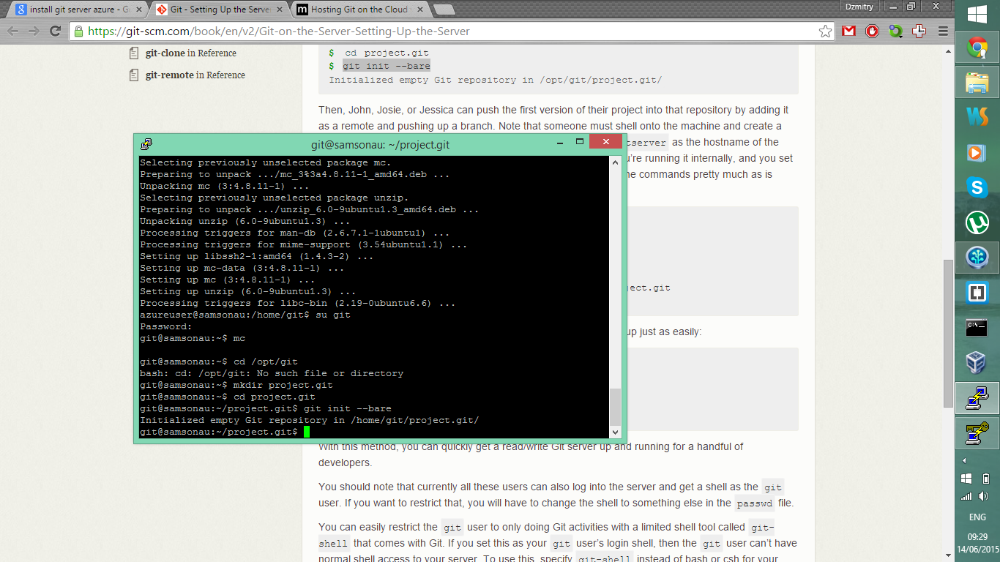 install git server azure - G
Git - Setting Up the Serve
Hosting Git on the Cloud
Dzmitry
https://git-scm.com/book/en/v2/Git-on-the-Server-Setting-Up-the-Server
git-clone in Reference
git-remote in Reference
$ cd project.git
$ git init --bare
Initialized empty Git repository in /opt/git/project.git/
Then, John, Josie, or Jessica can push the first version of their project into that repository by adding it
as a remote and pushing up a branch. Note that someone must shell onto the machine and create a
tserver as the hostname of the
're running it internally, and you set
ne commands pretty much as is
ject.git
up just as easily:
git@samsonau: ~/project.git
Selecting previously unselected package mc.
Preparing to unpack .../mc_3%3a4.8.11-1_amd64.deb ...
Unpacking mc (3:4.8.11-1) ...
Selecting previously unselected package unzip.
Preparing to unpack .../unzip_6.0-9ubuntu1.3_amd64.deb ...
Unpacking unzip (6.0-9ubuntu1.3) ...
Processing triggers for man-db (2.6.7.1-1ubuntu1) ...
Processing triggers for mime-support (3.54ubuntu1.1) ...
Setting up libssh2-1:amd64 (1.4.3-2) ...
Setting up mc-data (3:4.8.11-1) ...
Setting up mc (3:4.8.11-1) ...
Setting up unzip (6.0-9ubuntu1.3) ...
Processing triggers for libc-bin (2.19-0ubuntu6.6) ...
azureuser@samsonau:/home/git$ su git
Password:
git@samsonau:~$ mc
git@samsonau:~$ cd /opt/git
bash: cd: /opt/git: No such file or directory
git@samsonau:~$ mkdir project.git
git@samsonau:~$ cd project.git
git@samsonau:~/project.git$ git init --bare
Initialized empty Git repository in /home/git/project.git/
git@samsonau:~/project.git$
With this method, you can quickly get a read/write Git server up and running for a handful of
developers.
You should note that currently all these users can also log into the server and get a shell as the git
user. If you want to restrict that, you will have to change the shell to something else in the passwd file.
You can easily restrict the git user to only doing Git activities with a limited shell tool called git-
shell that comes with Git. If you set this as your git user's login shell, then the git user can't have
normal shell access to your server. To use this, specify git-shell instead of bash or csh for your
ENG
09:29
14/06/2015